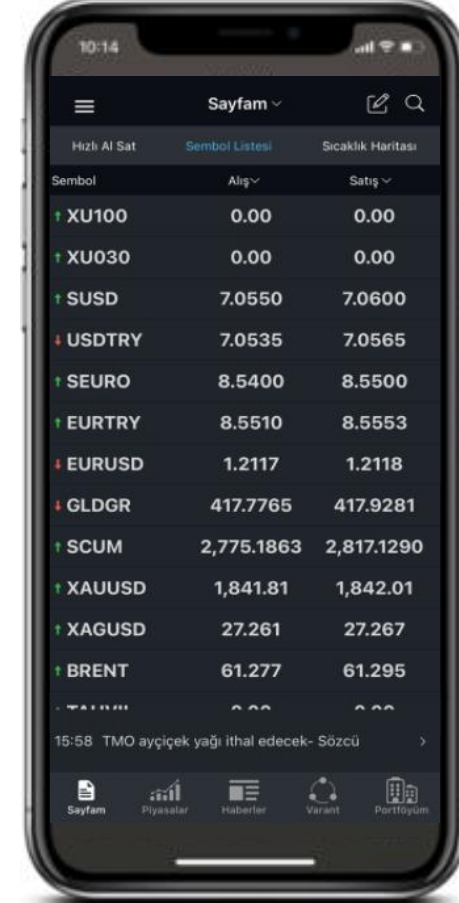 10:14
Sayfam
Hızlı Al Sat Sembol Listesi Sıcaklık Haritası
Sembol Alış Satış
XU100 0.00 0.00
XU030 0.00 0.00
SUSD 7.0550 7.0600
USDTRY 7.0535 7.0565
SEURO 8.5400 8.5500
EURTRY 8.5510 8.5553
EURUSD 1.2117 1.2118
GLDGR 417.7765 417.9281
SCUM 2,775.1863 2,817.1290
XAUUSD 1,841.81 1,842.01
XAGUSD 27.261 27.267
BRENT 61.277 61.295
15:58 TMO ayçiçek yağı ithal edecek- Sözcü
Sayfam Piyasalar Haberler Varant Portföyüm